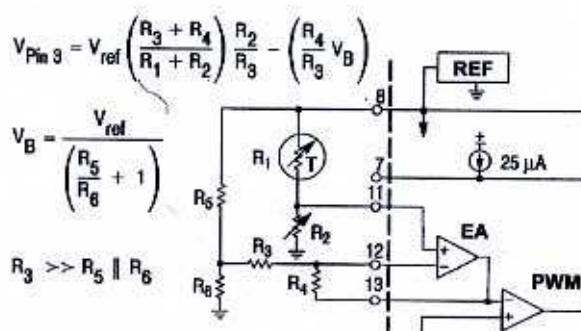 V_Pin 3 = V_ref ( (R_3 + R_4) / (R_1 + R_2) ) R_2 / R_3 − ( R_4 / R_3 V_B )
V_B = V_ref / ( R_5 / R_6 + 1 )
R_3 >> R_5 ∥ R_6
REF
8
R_1
T
7
25 μA
11
R_5
R_2
EA
R_3
12
R_4
13
R_6
PWM
+
−
−
+